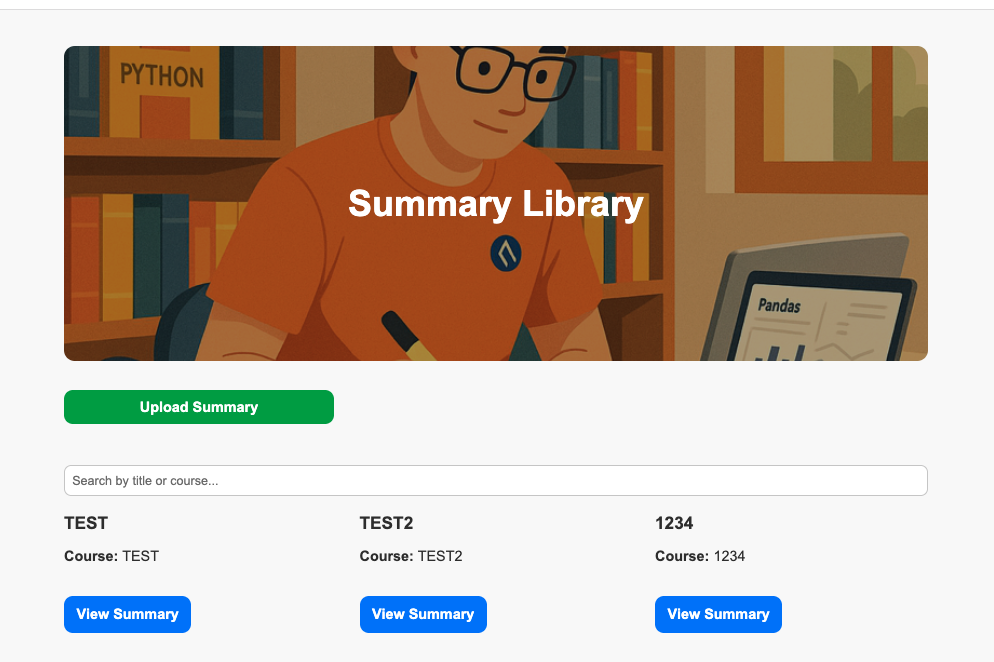 PYTHON
Summary Library
Pandas
Upload Summary
Search by title or course...
TEST
Course: TEST
View Summary
TEST2
Course: TEST2
View Summary
1234
Course: 1234
View Summary